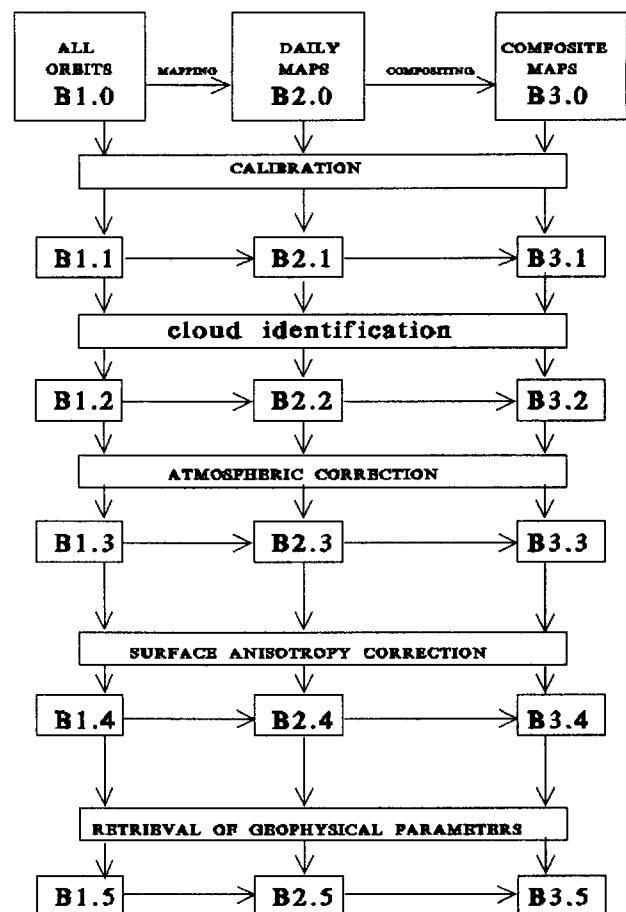 ALL
ORBITS
B1.0
MAPPING
DAILY
MAPS
B2.0
COMPOSITING
COMPOSITE
MAPS
B3.0
CALIBRATION
B1.1
B2.1
B3.1
cloud identification
B1.2
B2.2
B3.2
ATMOSPHERIC CORRECTION
B1.3
B2.3
B3.3
SURFACE ANISOTROPY CORRECTION
B1.4
B2.4
B3.4
RETRIEVAL OF GEOPHYSICAL PARAMETERS
B1.5
B2.5
B3.5